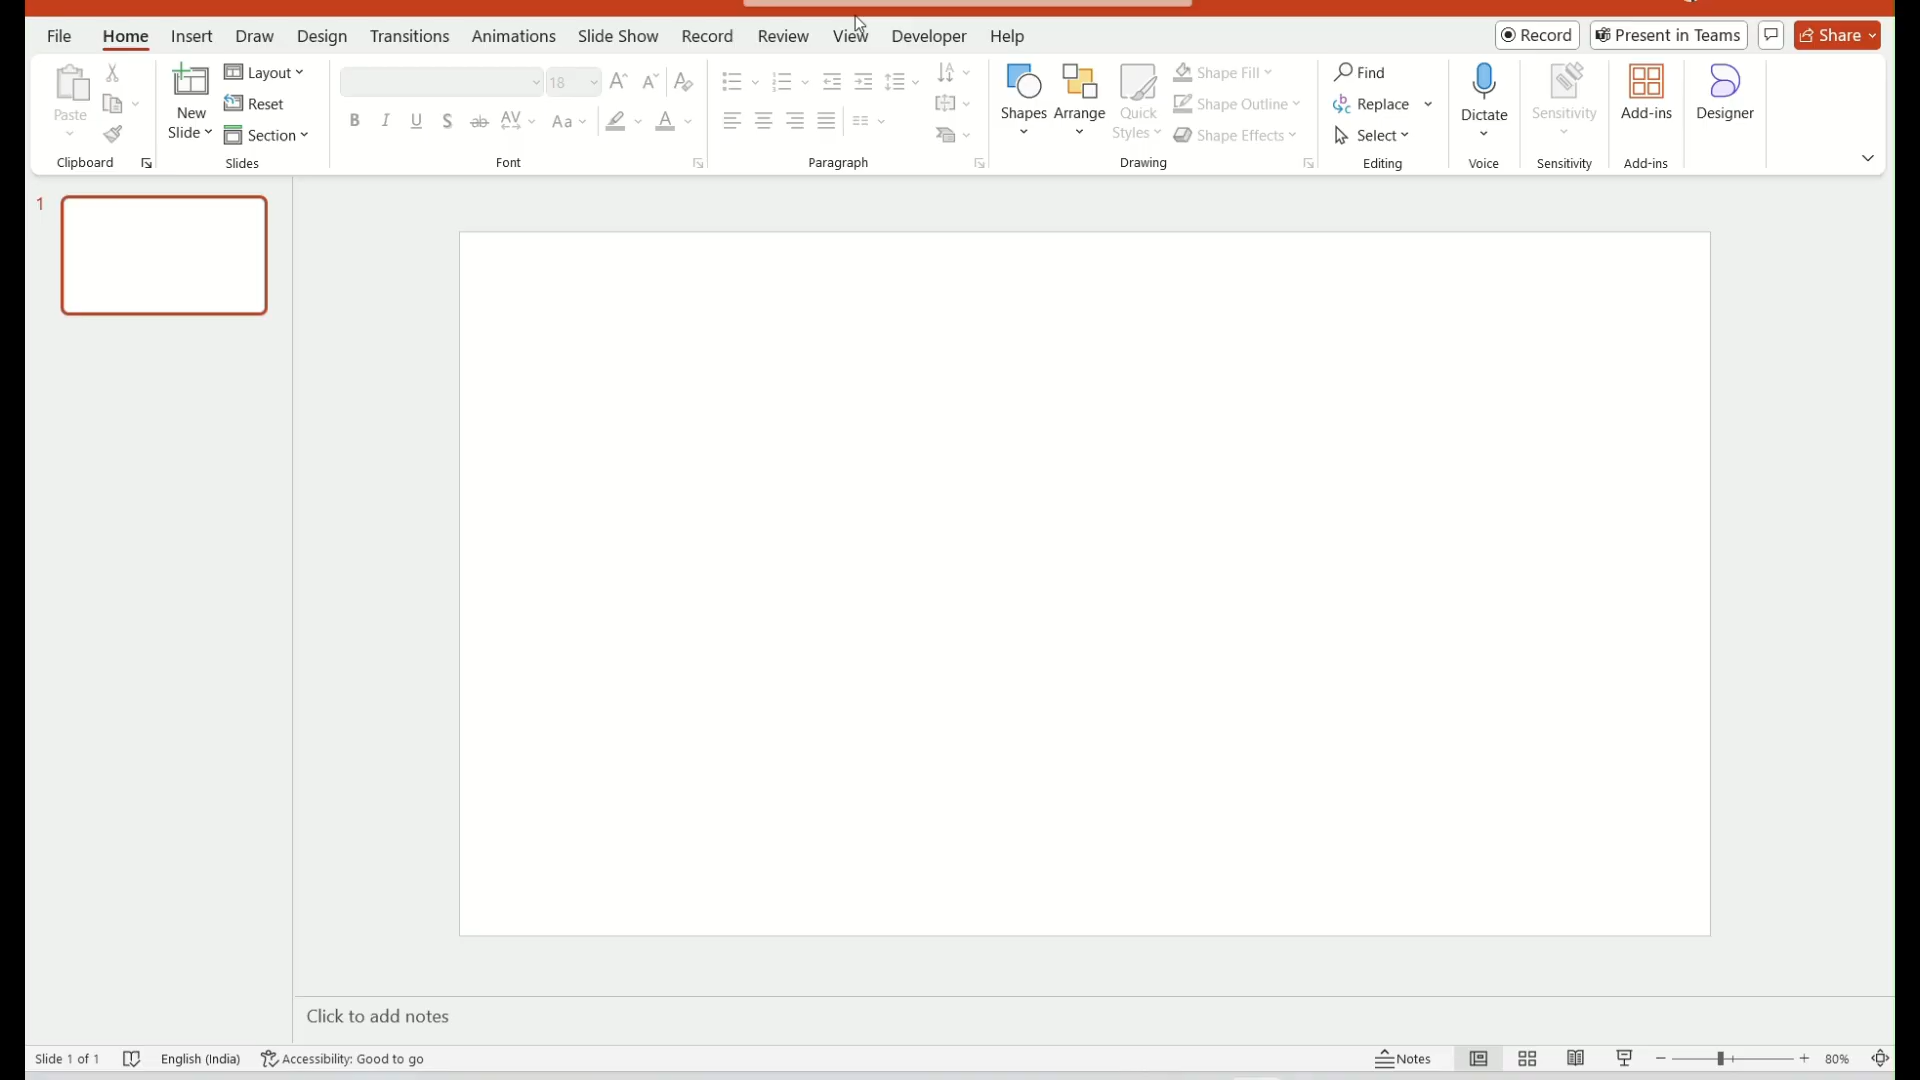 File Home Insert Draw Design Transitions Animations Slide Show Record Review View Developer Help Record Present in Teams Share
Paste
New
Slide
Layout
Reset
Section
18
B I U S ab AV Aa A
Shapes
Arrange
Quick
Styles
Shape Fill
Shape Outline
Shape Effects
Find
Replace
Select
Dictate
Sensitivity
Add-ins
Designer
Clipboard Slides Font Paragraph Drawing Editing Voice Sensitivity Add-ins
1
Click to add notes
Slide 1 of 1 English (India) Accessibility: Good to go Notes 80%